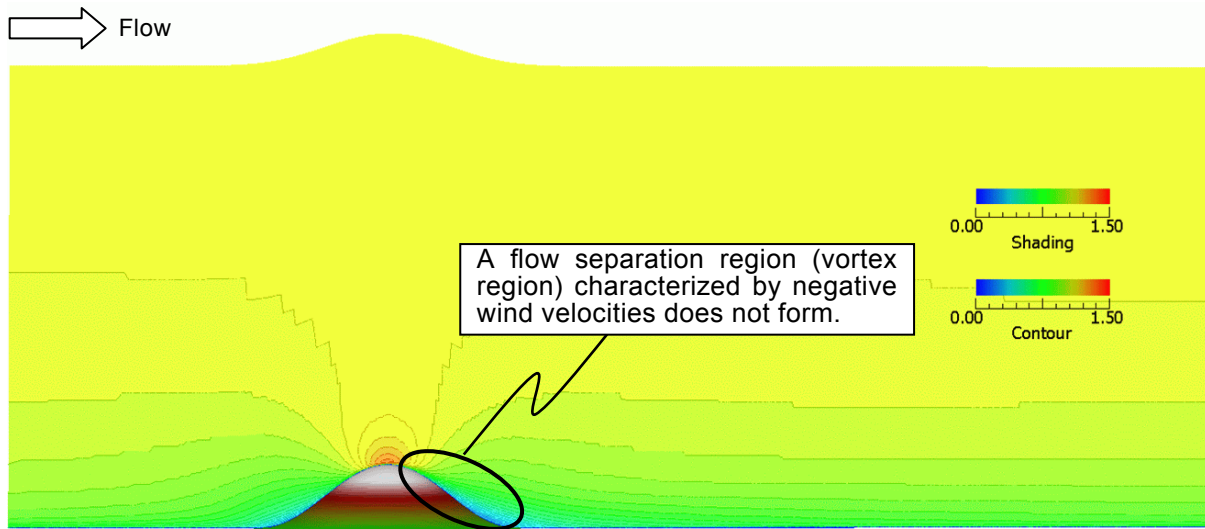 Flow
A flow separation region (vortex
region) characterized by negative
wind velocities does not form.
0.00 1.50
Shading
0.00 1.50
Contour